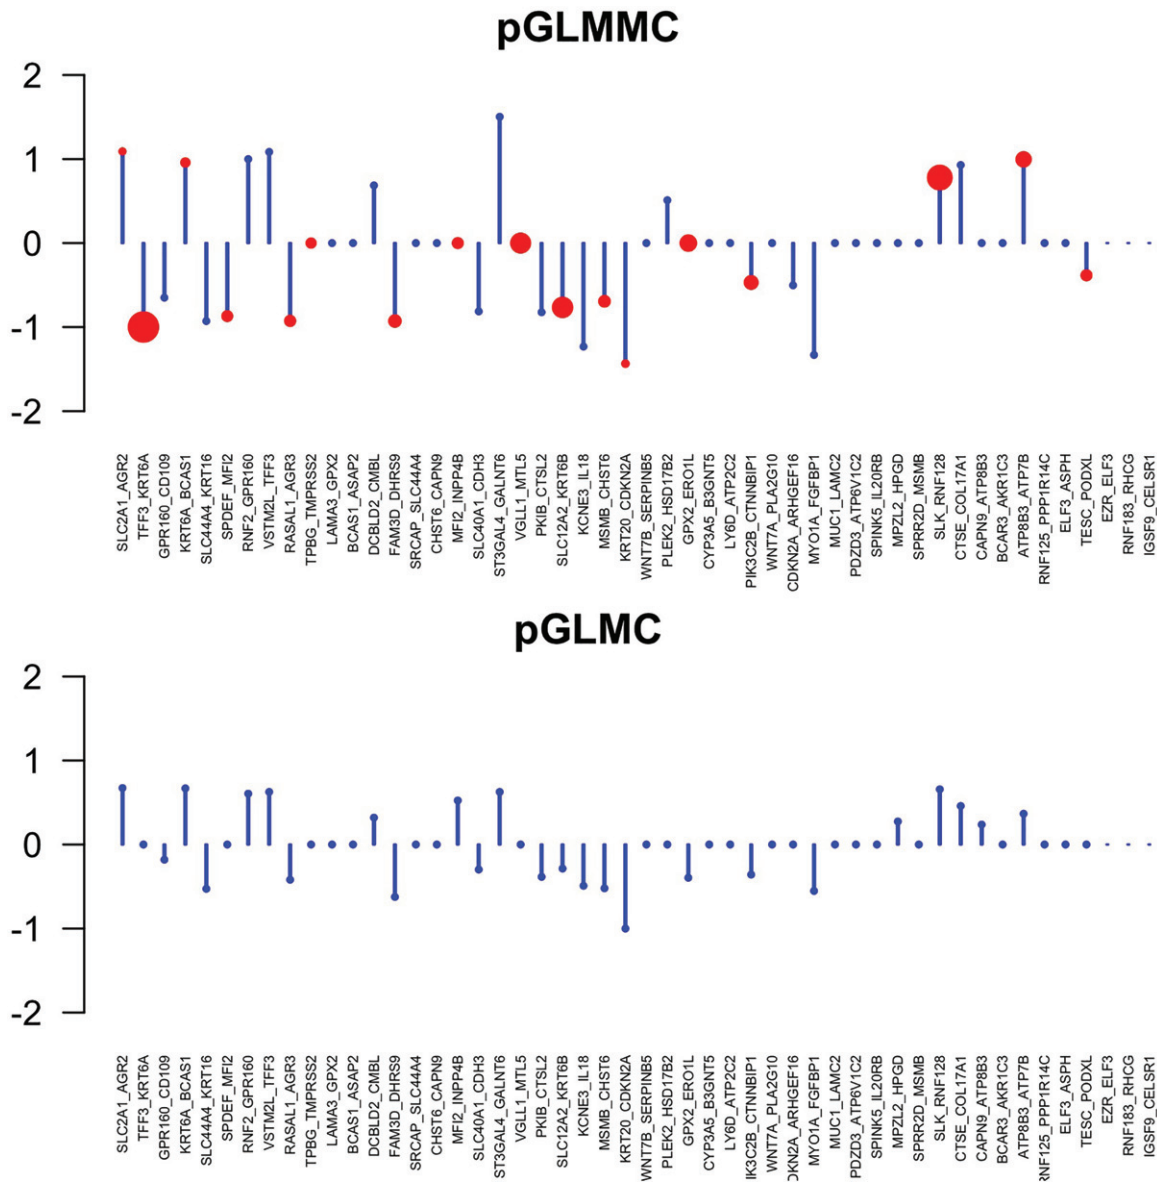 pGLMMC
2
1
0
-1
-2
SLC2A1_AGR2
TFF3_KRT6A
GPR160_CD109
KRT6A_BCAS1
SLC44A4_KRT16
SPDEF_MFI2
RNF2_GPR160
VSTM2L_TFF3
RASAL1_AGR3
TPBG_TMPRSS2
LAMA3_GPX2
BCAS1_ASAP2
DCBLD2_CMBL
FAM3D_DHRS9
SRCAP_SLC44A4
CHST6_CAPN9
MFI2_INPP4B
SLC40A1_CDH3
ST3GAL4_GALNT6
VGLL1_MTL5
PKIB_CTSL2
SLC12A2_KRT6B
KCNE3_IL18
MSMB_CHST6
KRT20_CDKN2A
WNT7B_SERPINB5
PLEK2_HSD17B2
GPX2_ERO1L
CYP3A5_B3GNT5
LY6D_ATP2C2
PIK3C2B_CTNNBIP1
WNT7A_PLA2G10
CDKN2A_ARHGEF16
MYO1A_FGFBP1
MUC1_LAMC2
PDZD3_ATP6V1C2
SPINK5_IL20RB
MPZL2_HPGD
SPRR2D_MSMB
SLK_RNF128
CTSE_COL17A1
CAPN9_ATP8B3
BCAR3_AKR1C3
ATP8B3_ATP7B
RNF125_PPP1R14C
ELF3_ASPH
TESC_PODXL
EZR_ELF3
RNF183_RHCG
IGSF9_CELSR1
pGLMC
2
1
0
-1
-2
SLC2A1_AGR2
TFF3_KRT6A
GPR160_CD109
KRT6A_BCAS1
SLC44A4_KRT16
SPDEF_MFI2
RNF2_GPR160
VSTM2L_TFF3
RASAL1_AGR3
TPBG_TMPRSS2
LAMA3_GPX2
BCAS1_ASAP2
DCBLD2_CMBL
FAM3D_DHRS9
SRCAP_SLC44A4
CHST6_CAPN9
MFI2_INPP4B
SLC40A1_CDH3
ST3GAL4_GALNT6
VGLL1_MTL5
PKIB_CTSL2
SLC12A2_KRT6B
KCNE3_IL18
MSMB_CHST6
KRT20_CDKN2A
WNT7B_SERPINB5
PLEK2_HSD17B2
GPX2_ERO1L
CYP3A5_B3GNT5
LY6D_ATP2C2
IK3C2B_CTNNBIP1
WNT7A_PLA2G10
DKN2A_ARHGEF16
MYO1A_FGFBP1
MUC1_LAMC2
PDZD3_ATP6V1C2
SPINK5_IL20RB
MPZL2_HPGD
SPRR2D_MSMB
SLK_RNF128
CTSE_COL17A1
CAPN9_ATP8B3
BCAR3_AKR1C3
ATP8B3_ATP7B
RNF125_PPP1R14C
ELF3_ASPH
TESC_PODXL
EZR_ELF3
RNF183_RHCG
IGSF9_CELSR1